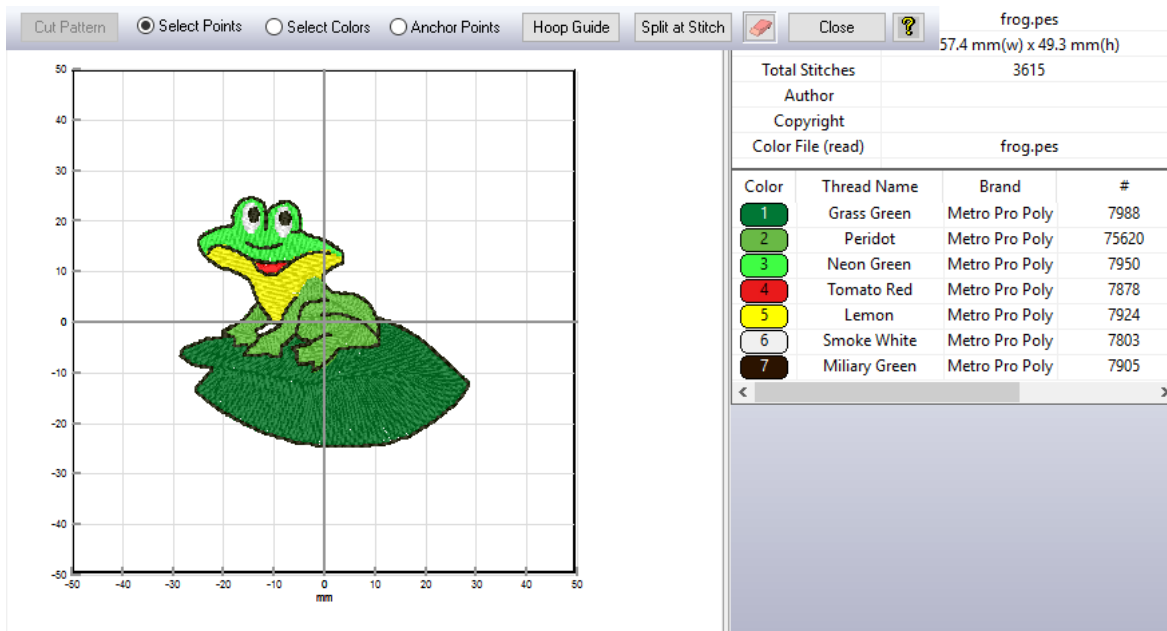 Cut Pattern Select Points Select Colors Anchor Points Hoop Guide Split at Stitch Close ?
frog.pes
57.4 mm(w) x 49.3 mm(h)
Total Stitches 3615
Author
Copyright
Color File (read) frog.pes
Color Thread Name Brand #
1 Grass Green Metro Pro Poly 7988
2 Peridot Metro Pro Poly 75620
3 Neon Green Metro Pro Poly 7950
4 Tomato Red Metro Pro Poly 7878
5 Lemon Metro Pro Poly 7924
6 Smoke White Metro Pro Poly 7803
7 Miliary Green Metro Pro Poly 7905
50
40
30
20
10
0
-10
-20
-30
-40
-50
-50 -40 -30 -20 -10 0 10 20 30 40 50
mm